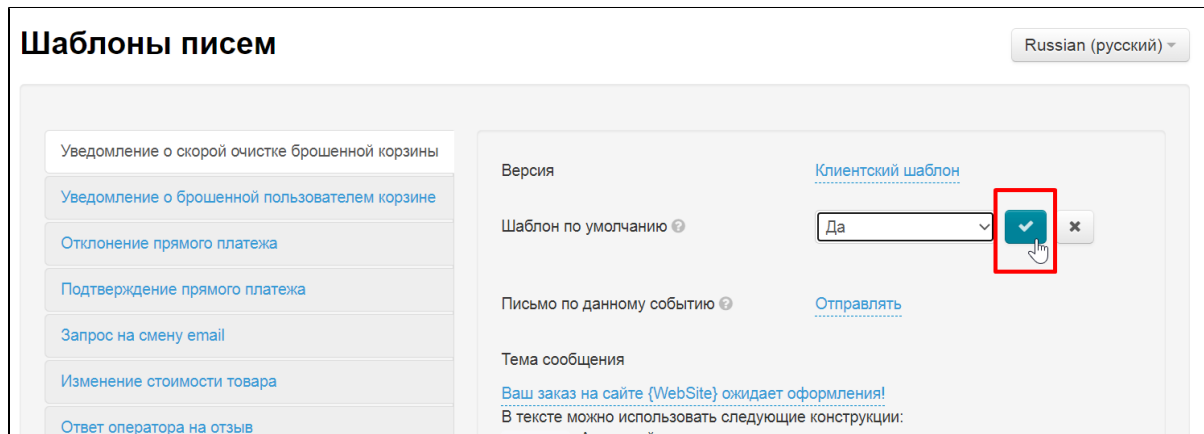 Шаблоны писем
Russian (русский)
Уведомление о скорой очистке брошенной корзины
Уведомление о брошенной пользователем корзине
Отклонение прямого платежа
Подтверждение прямого платежа
Запрос на смену email
Изменение стоимости товара
Ответ оператора на отзыв
Версия
Клиентский шаблон
Шаблон по умолчанию
Да
Письмо по данному событию
Отправлять
Тема сообщения
Ваш заказ на сайте {WebSite} ожидает оформления!
В тексте можно использовать следующие конструкции: